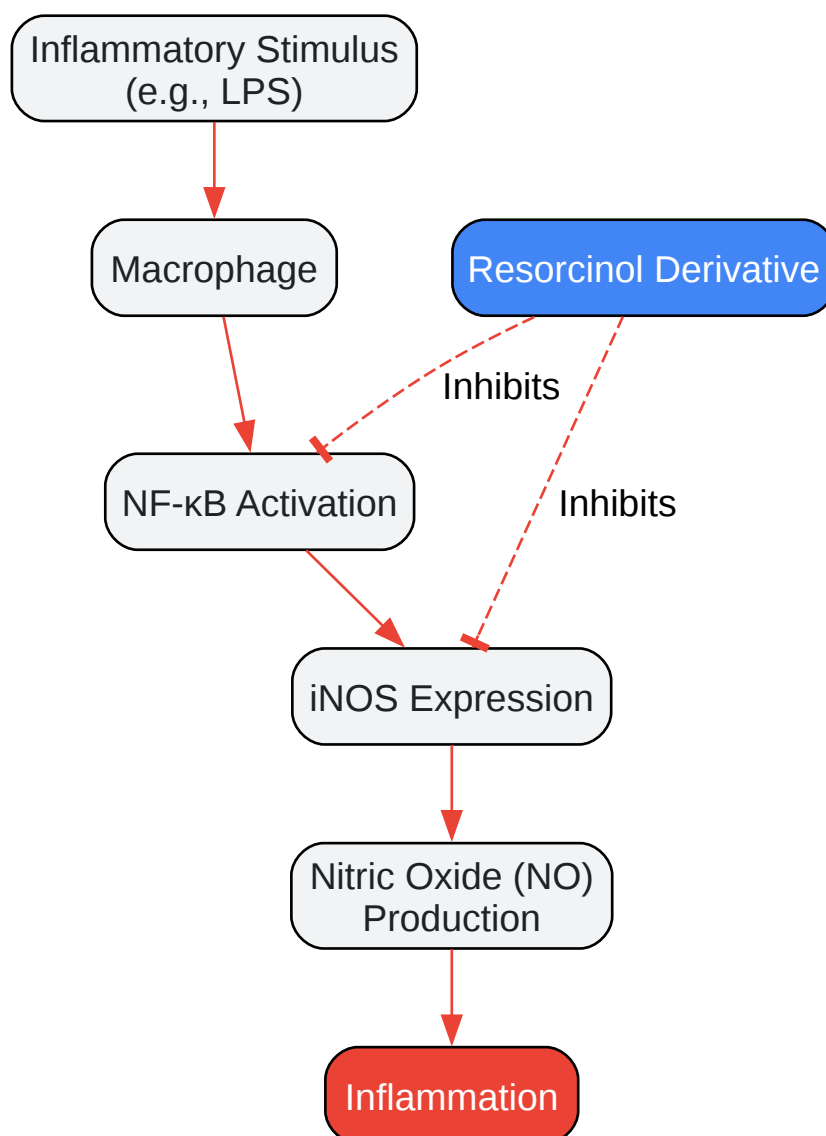 Inflammatory Stimulus
(e.g., LPS)
Macrophage
Resorcinol Derivative
Inhibits
NF-κB Activation
Inhibits
iNOS Expression
Nitric Oxide (NO)
Production
Inflammation